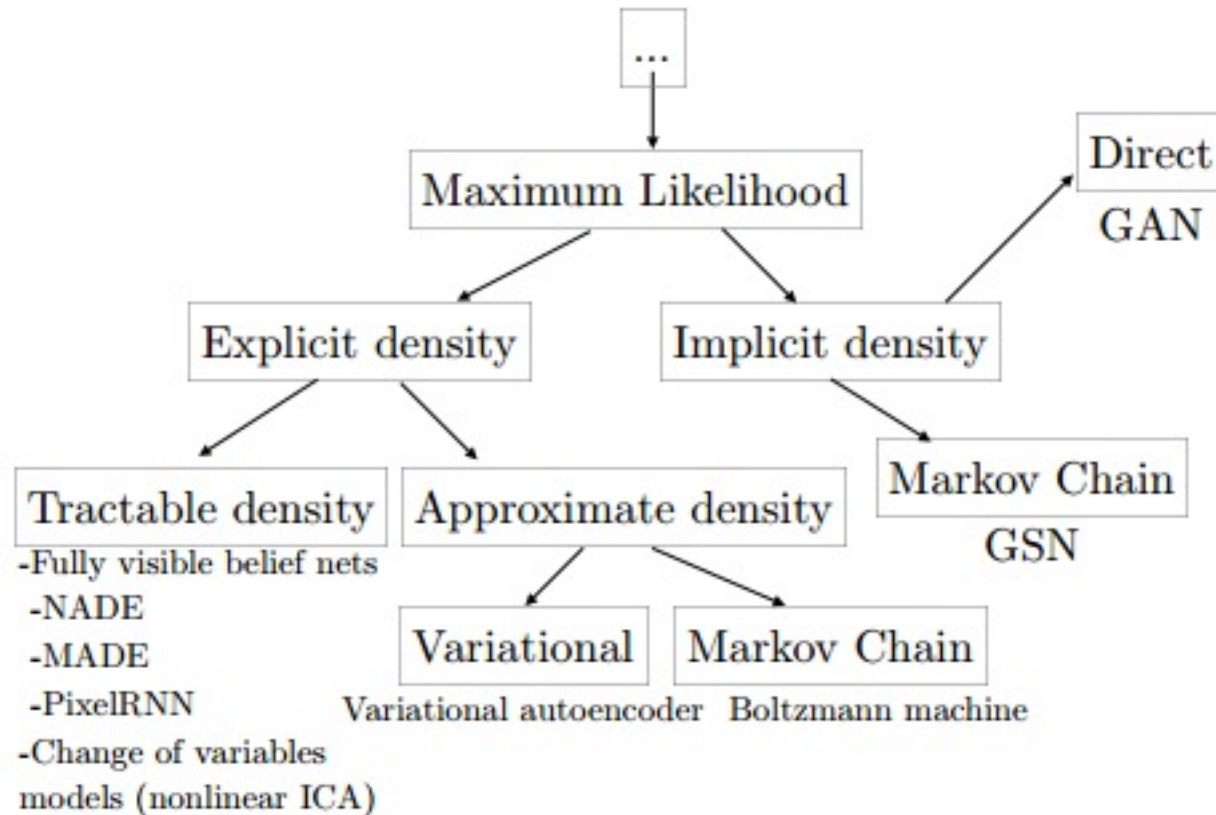 ...
Maximum Likelihood
Direct
GAN
Explicit density
Implicit density
Tractable density
-Fully visible belief nets
-NADE
-MADE
-PixelRNN
-Change of variables
models (nonlinear ICA)
Approximate density
Variational
Variational autoencoder
Markov Chain
Boltzmann machine
Markov Chain
GSN